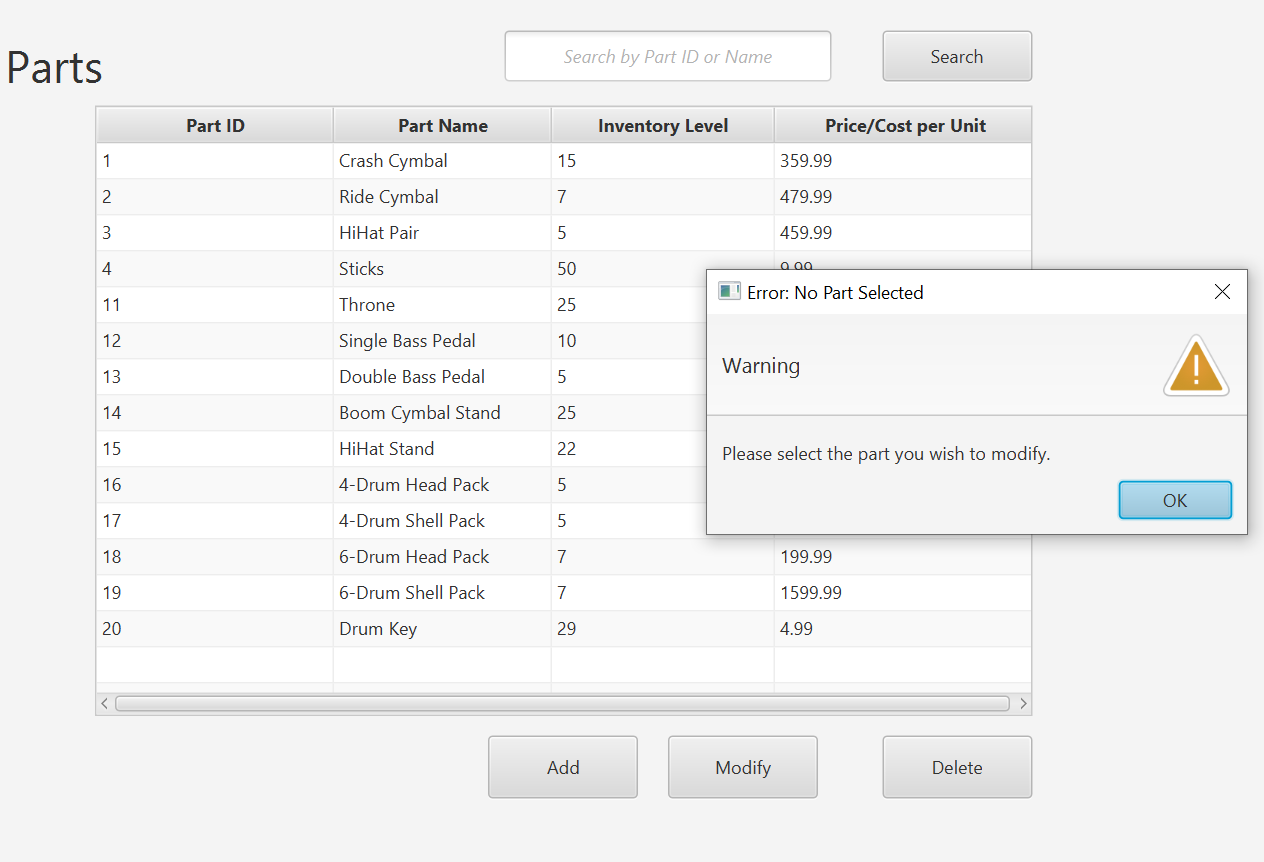 Parts
Search by Part ID or Name
Search
Part ID Part Name Inventory Level Price/Cost per Unit
1 Crash Cymbal 15 359.99
2 Ride Cymbal 7 479.99
3 HiHat Pair 5 459.99
4 Sticks 50 9.99
11 Throne 25
12 Single Bass Pedal 10
13 Double Bass Pedal 5
14 Boom Cymbal Stand 25
15 HiHat Stand 22
16 4-Drum Head Pack 5
17 4-Drum Shell Pack 5
18 6-Drum Head Pack 7 199.99
19 6-Drum Shell Pack 7 1599.99
20 Drum Key 29 4.99
Error: No Part Selected
Warning
Please select the part you wish to modify.
OK
Add
Modify
Delete